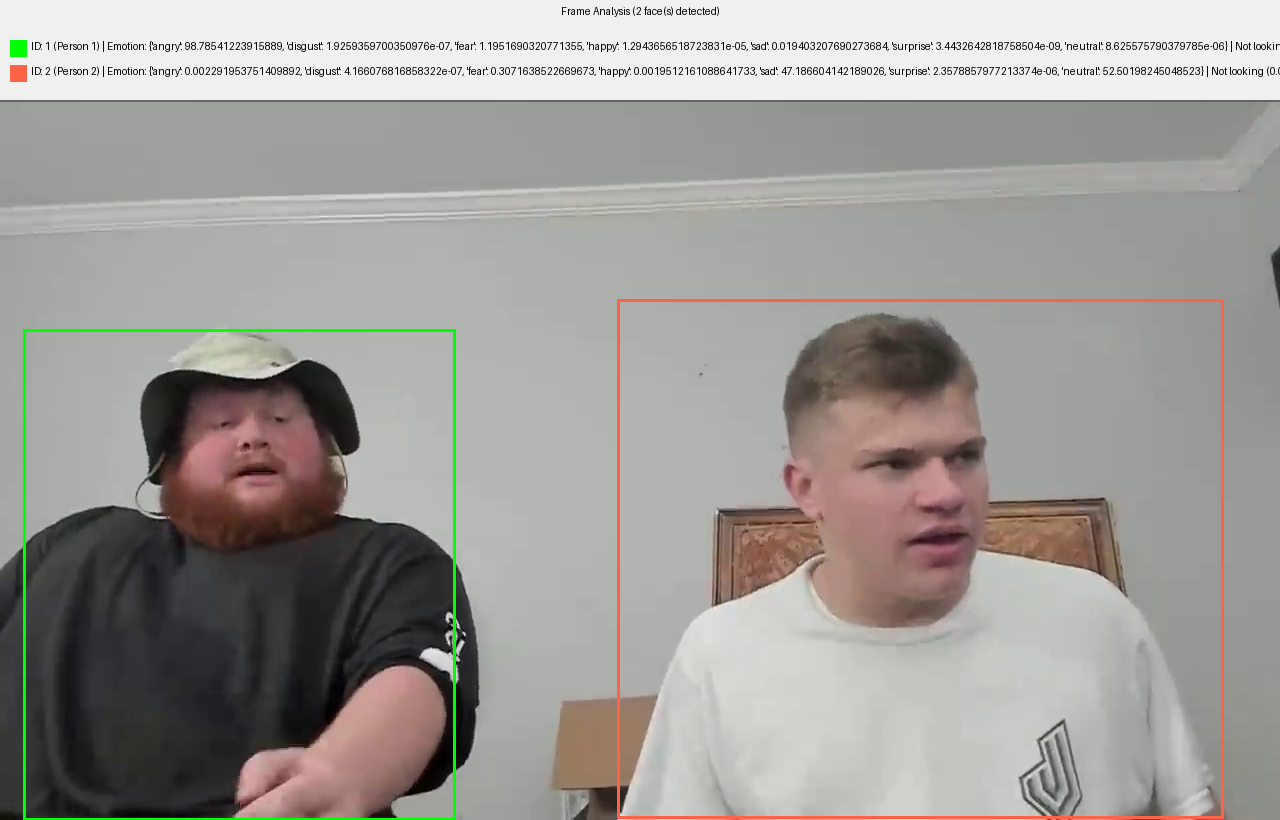 Frame Analysis (2 face(s) detected)
ID: 1 (Person 1) | Emotion: {'angry': 98.78541223915889, 'disgust': 1.9259359700350976e-07, 'fear': 1.1951690320771355, 'happy': 1.2943656518723831e-05, 'sad': 0.019403207690273684, 'surprise': 3.4432642818758504e-09, 'neutral': 8.625575790379785e-06} | Not lookin
ID: 2 (Person 2) | Emotion: {'angry': 0.002291953751409892, 'disgust': 4.166076816858322e-07, 'fear': 0.3071638522669673, 'happy': 0.0019512161088641733, 'sad': 47.186604142189026, 'surprise': 2.3578857977213374e-06, 'neutral': 52.50198245048523} | Not looking (0.0